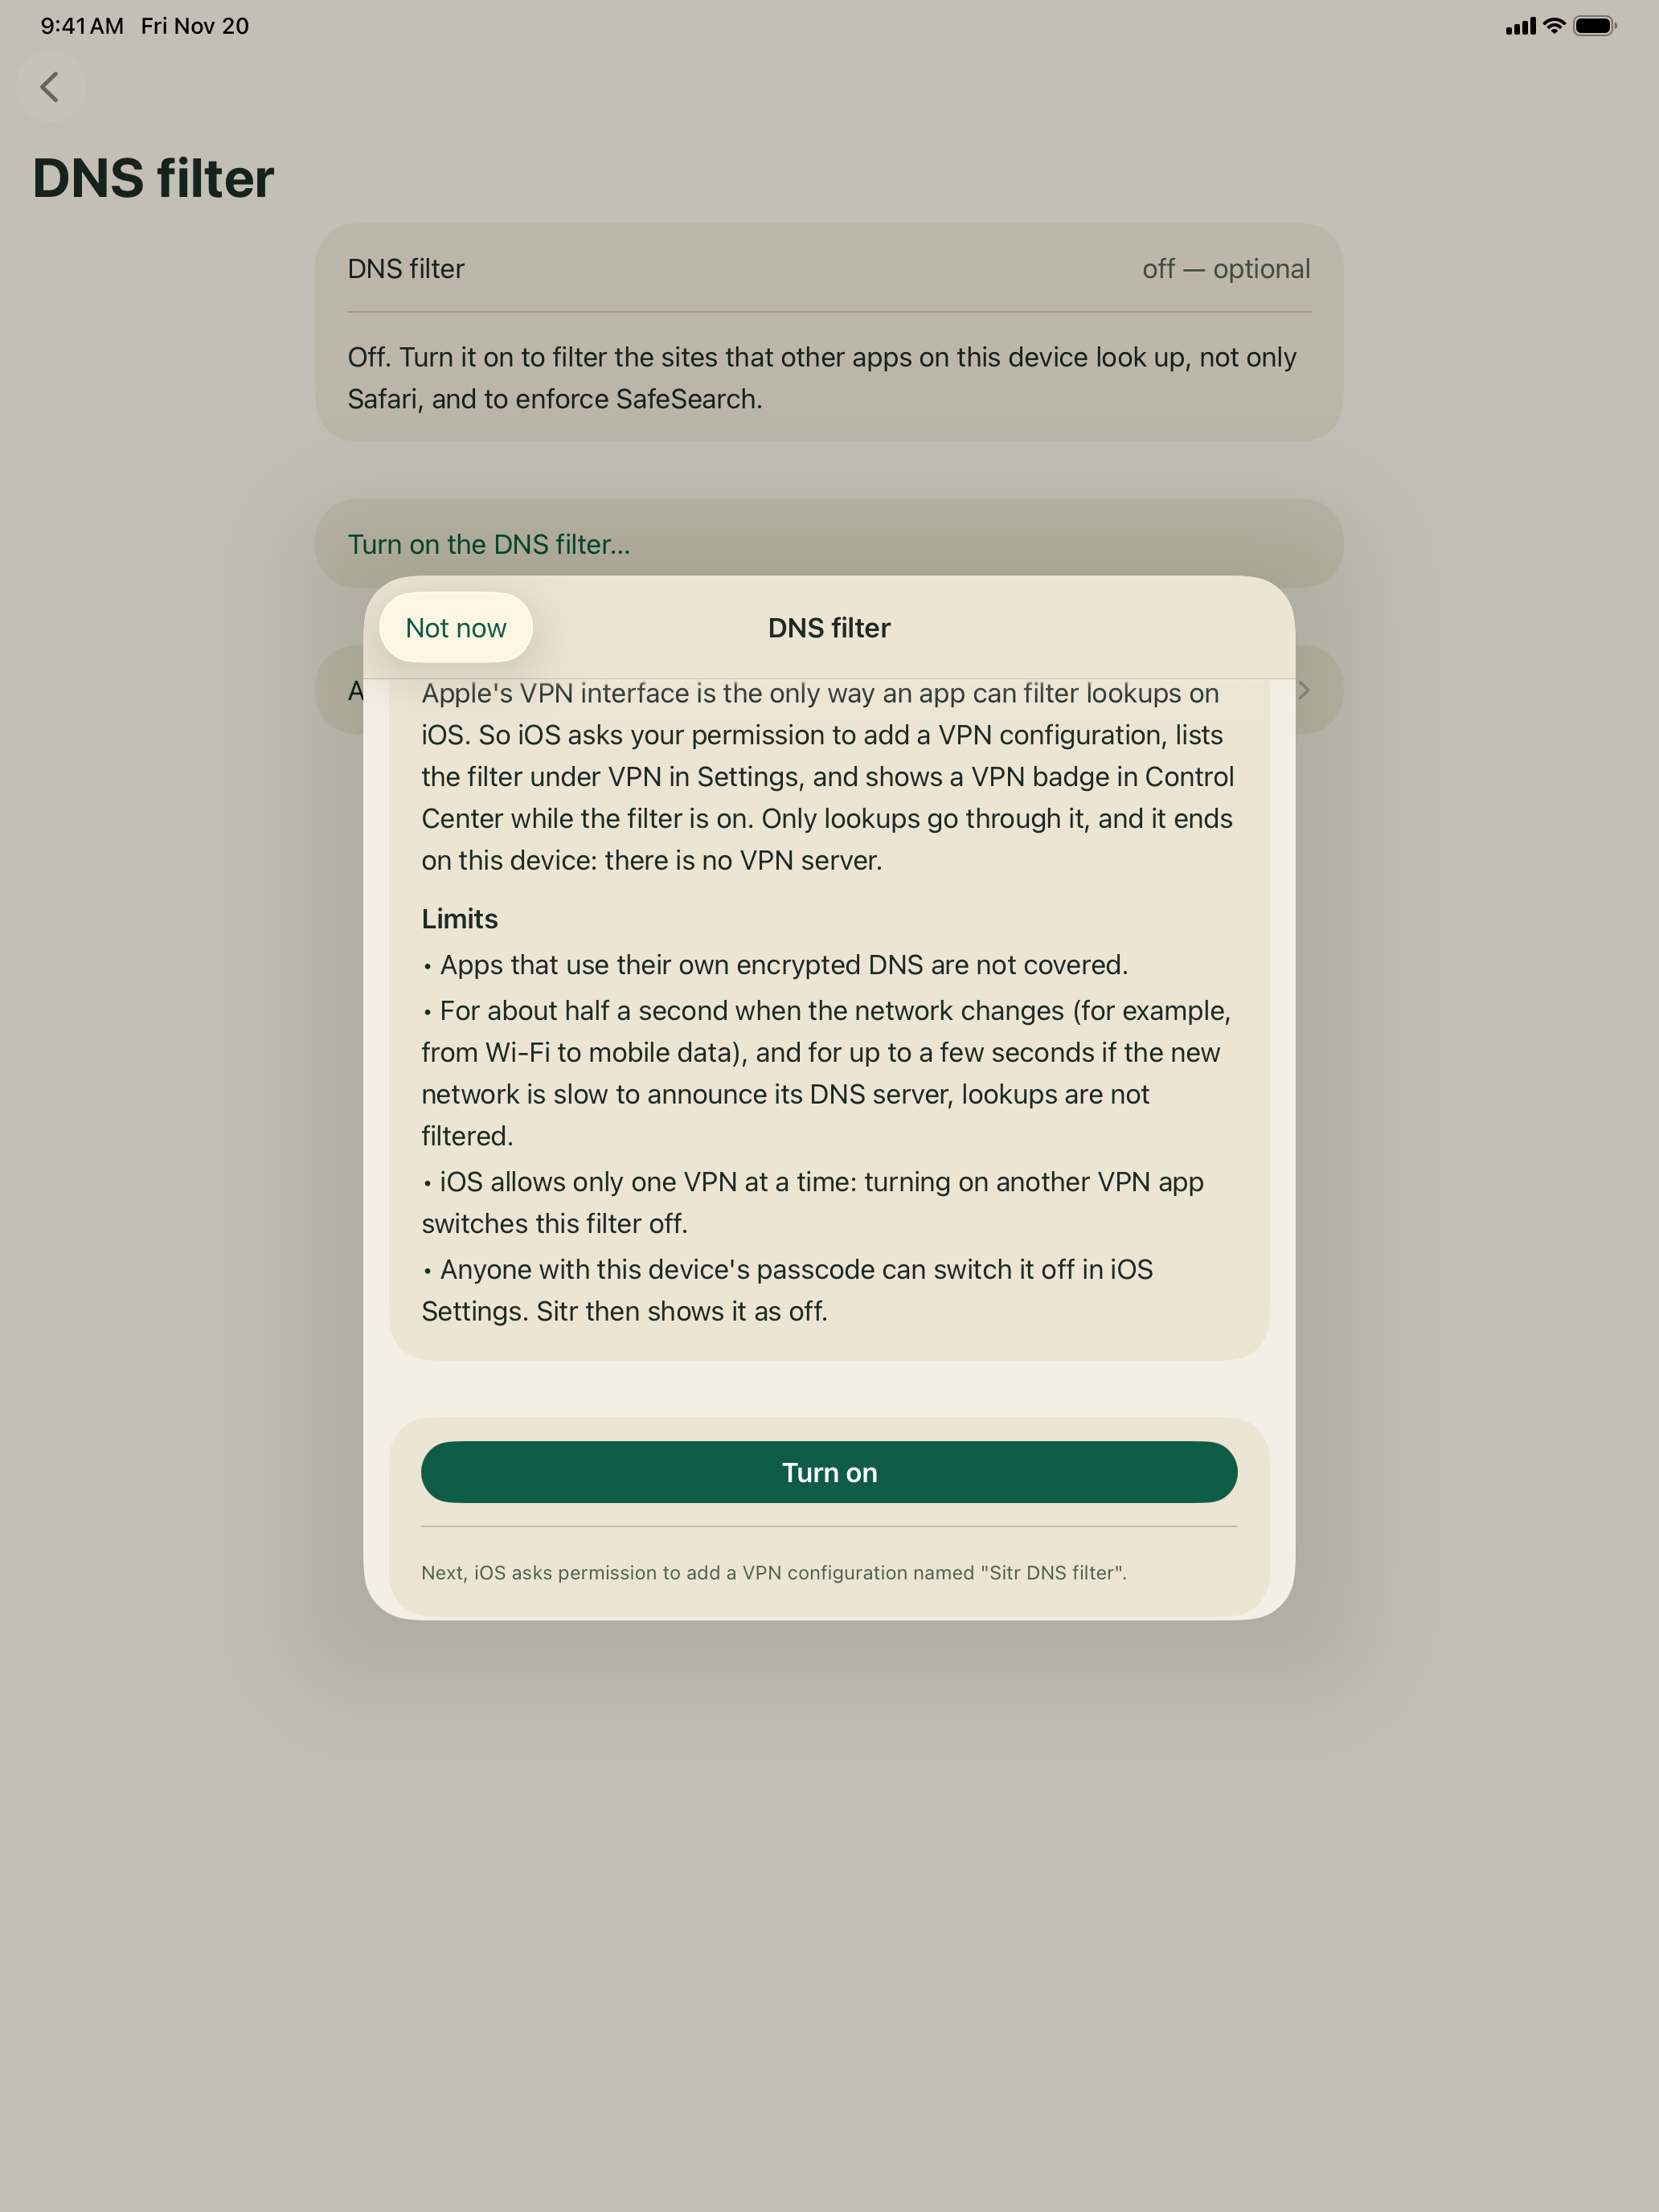 9:41 AM Fri Nov 20
DNS filter
DNS filter off — optional
Off. Turn it on to filter the sites that other apps on this device look up, not only
Safari, and to enforce SafeSearch.
Turn on the DNS filter...
Not now DNS filter
A
Apple's VPN interface is the only way an app can filter lookups on
iOS. So iOS asks your permission to add a VPN configuration, lists
the filter under VPN in Settings, and shows a VPN badge in Control
Center while the filter is on. Only lookups go through it, and it ends
on this device: there is no VPN server.
Limits
• Apps that use their own encrypted DNS are not covered.
• For about half a second when the network changes (for example,
from Wi-Fi to mobile data), and for up to a few seconds if the new
network is slow to announce its DNS server, lookups are not
filtered.
• iOS allows only one VPN at a time: turning on another VPN app
switches this filter off.
• Anyone with this device's passcode can switch it off in iOS
Settings. Sitr then shows it as off.
Turn on
Next, iOS asks permission to add a VPN configuration named "Sitr DNS filter".